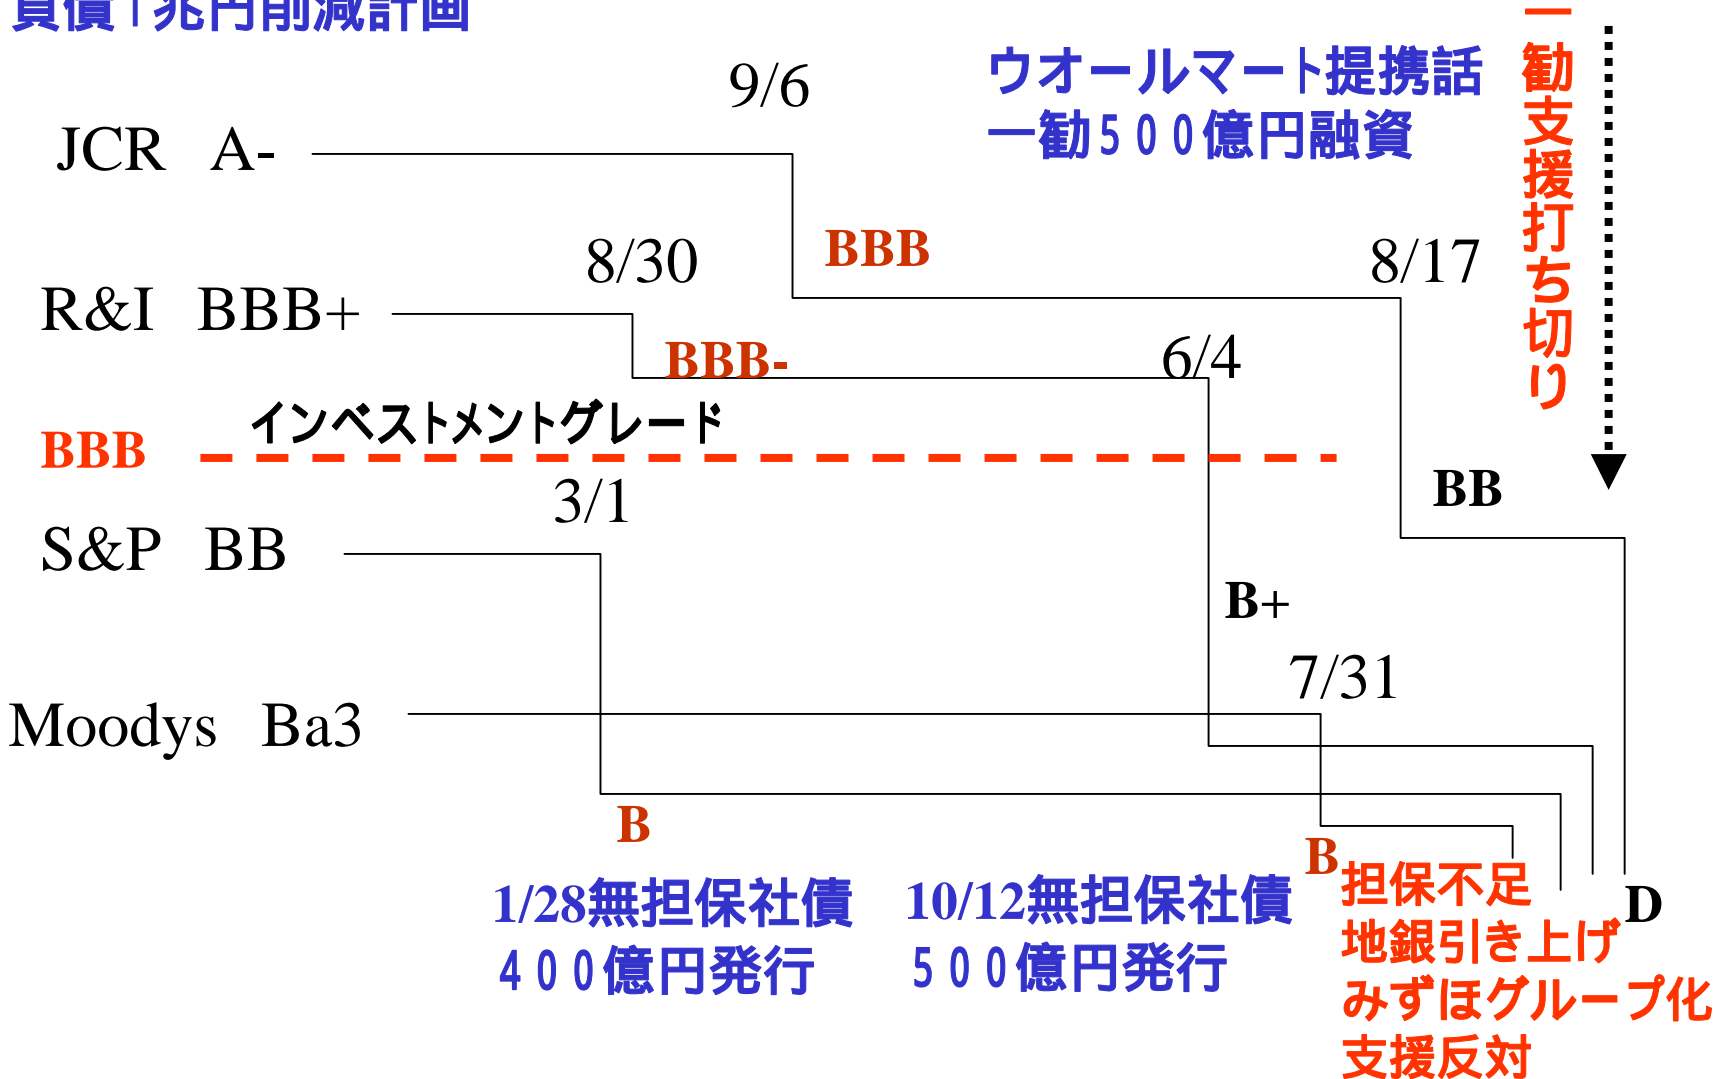 負債1兆円削減計画
ウオールマート提携話
一勧500億円融資
一勧支援打ち切り
9/6
JCR A-
BBB
8/30
8/17
R&I BBB+
BBB-
6/4
インベストメントグレード
BBB
3/1
BB
S&P BB
B+
7/31
Moodys Ba3
B
B
1/28無担保社債
400億円発行
10/12無担保社債
500億円発行
担保不足
地銀引き上げ
みずほグループ化
支援反対
D